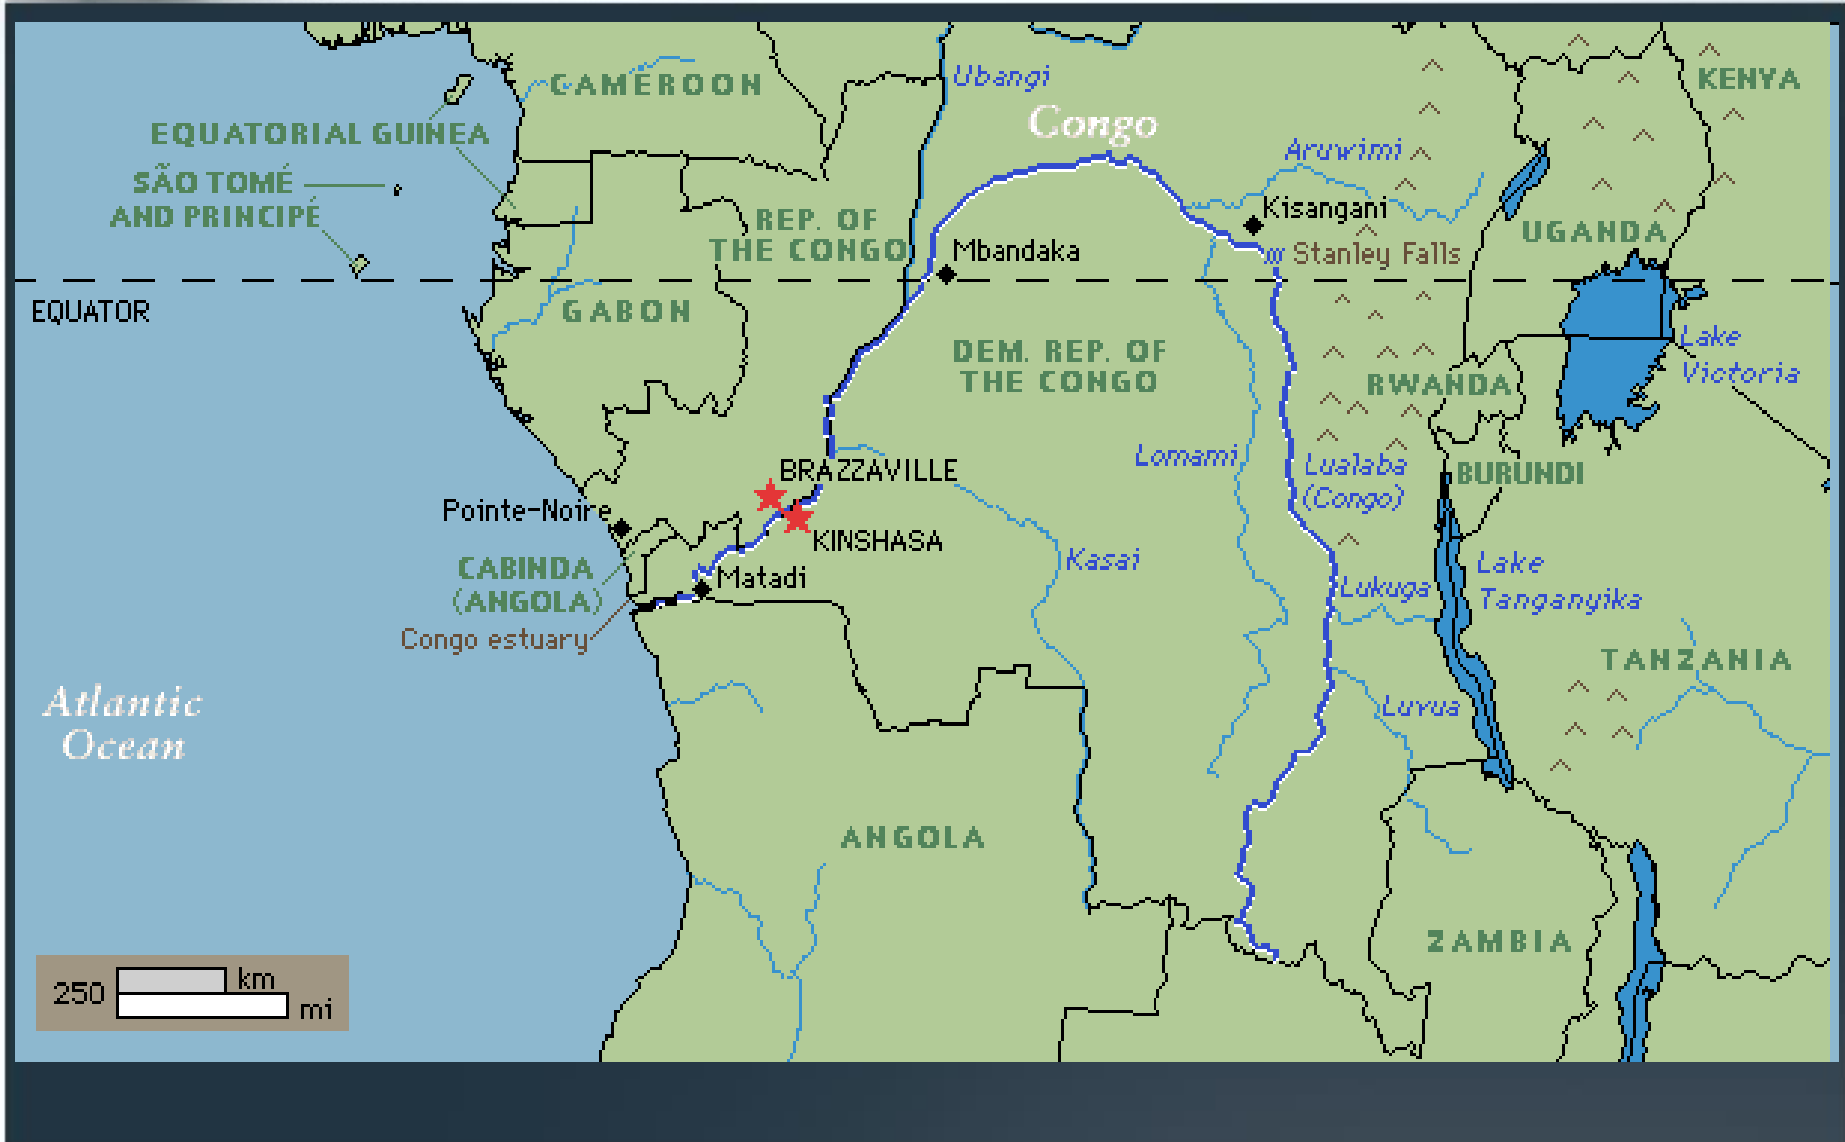 CAMEROON
Ubangi
KENYA
EQUATORIAL GUINEA
Congo
SÃO TOMÉ
AND PRINCIPÉ
Aruwimi
Kisangani
REP. OF
THE CONGO
Mbandaka
Stanley Falls
UGANDA
EQUATOR
GABON
DEM. REP. OF
THE CONGO
Lake
Victoria
RWANDA
Lomami
Lualaba
(Congo)
BURUNDI
BRAZZAVILLE
Pointe-Noire
KINSHASA
CABINDA
(ANGOLA)
Matadi
Kasai
Lukuga
Lake
Tanganyika
Congo estuary
TANZANIA
Atlantic
Ocean
Luvua
ANGOLA
ZAMBIA
250 km
mi